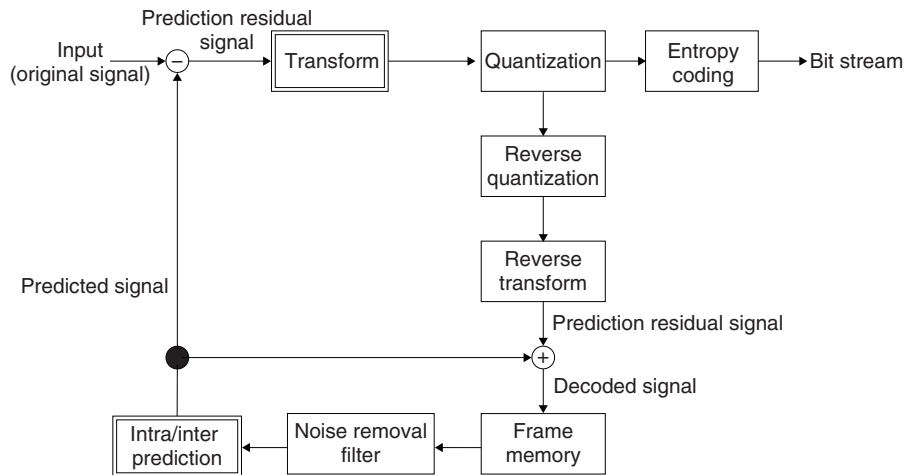 Prediction residual
signal
Input
(original signal)
−
Transform
Quantization
Entropy
coding
Bit stream
Reverse
quantization
Reverse
transform
Predicted signal
Prediction residual signal
+
Decoded signal
Intra/inter
prediction
Noise removal
filter
Frame
memory